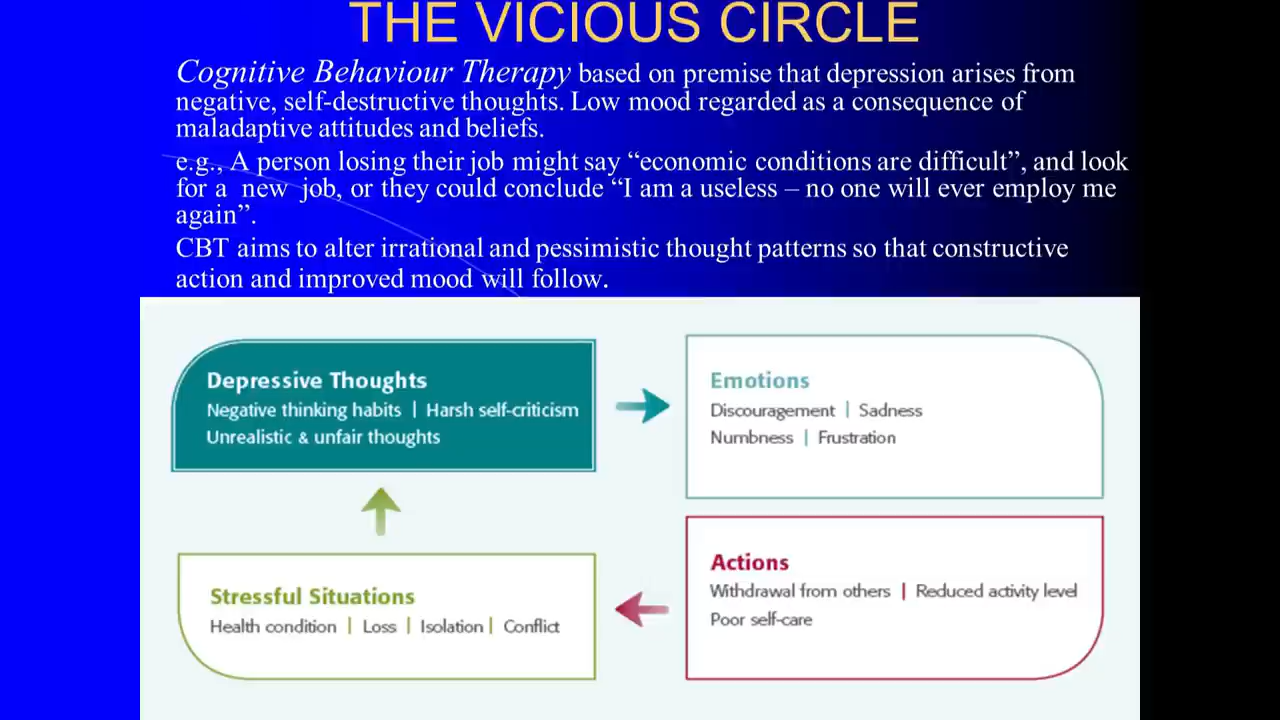 THE VICIOUS CIRCLE
Cognitive Behaviour Therapy based on premise that depression arises from
negative, self-destructive thoughts. Low mood regarded as a consequence of
maladaptive attitudes and beliefs.
e.g., A person losing their job might say “economic conditions are difficult”, and look
for a new job, or they could conclude “I am a useless – no one will ever employ me
again”.
CBT aims to alter irrational and pessimistic thought patterns so that constructive
action and improved mood will follow.
Depressive Thoughts
Negative thinking habits | Harsh self-criticism
Unrealistic & unfair thoughts
Emotions
Discouragement | Sadness
Numbness | Frustration
Stressful Situations
Health condition | Loss | Isolation | Conflict
Actions
Withdrawal from others | Reduced activity level
Poor self-care